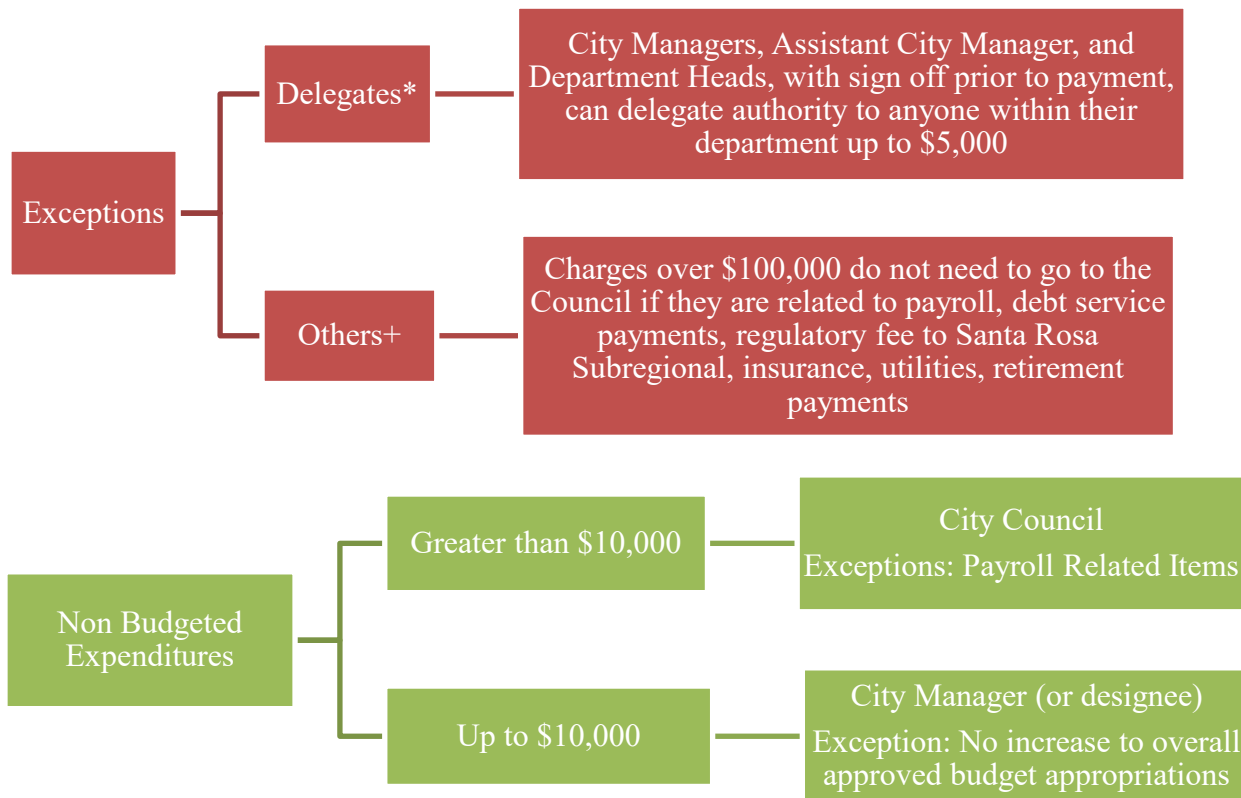 Exceptions
Delegates*
City Managers, Assistant City Manager, and
Department Heads, with sign off prior to payment,
can delegate authority to anyone within their
department up to $5,000
Others+
Charges over $100,000 do not need to go to the
Council if they are related to payroll, debt service
payments, regulatory fee to Santa Rosa
Subregional, insurance, utilities, retirement
payments
Non Budgeted
Expenditures
Greater than $10,000
City Council
Exceptions: Payroll Related Items
Up to $10,000
City Manager (or designee)
Exception: No increase to overall
approved budget appropriations